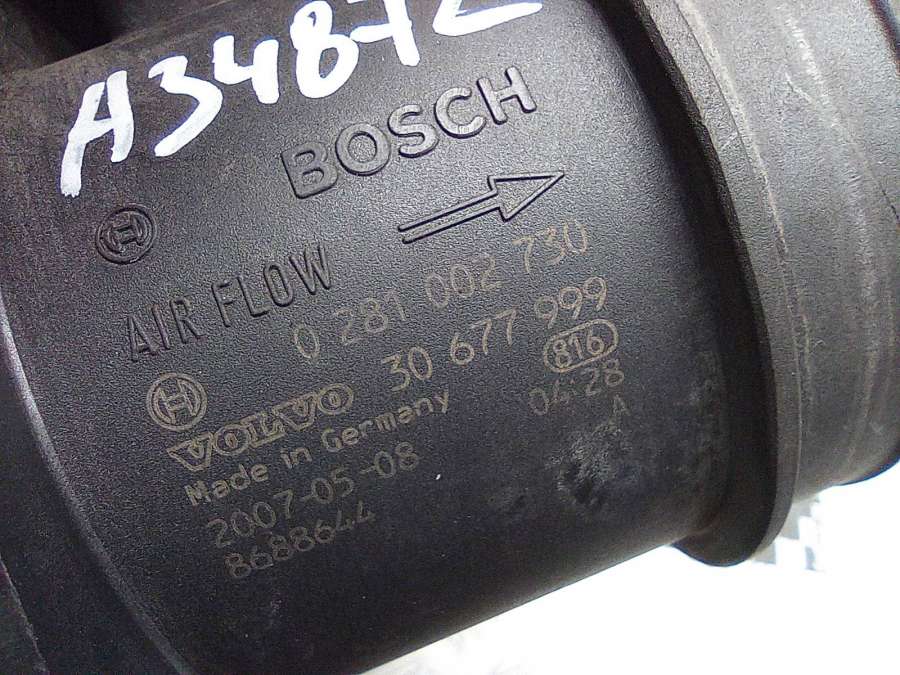 A34872
BOSCH
AIR FLOW
0 281 002 730
30 677 999
816
VOLVO
04:28
Made in Germany
A
2007-05-08
8688644